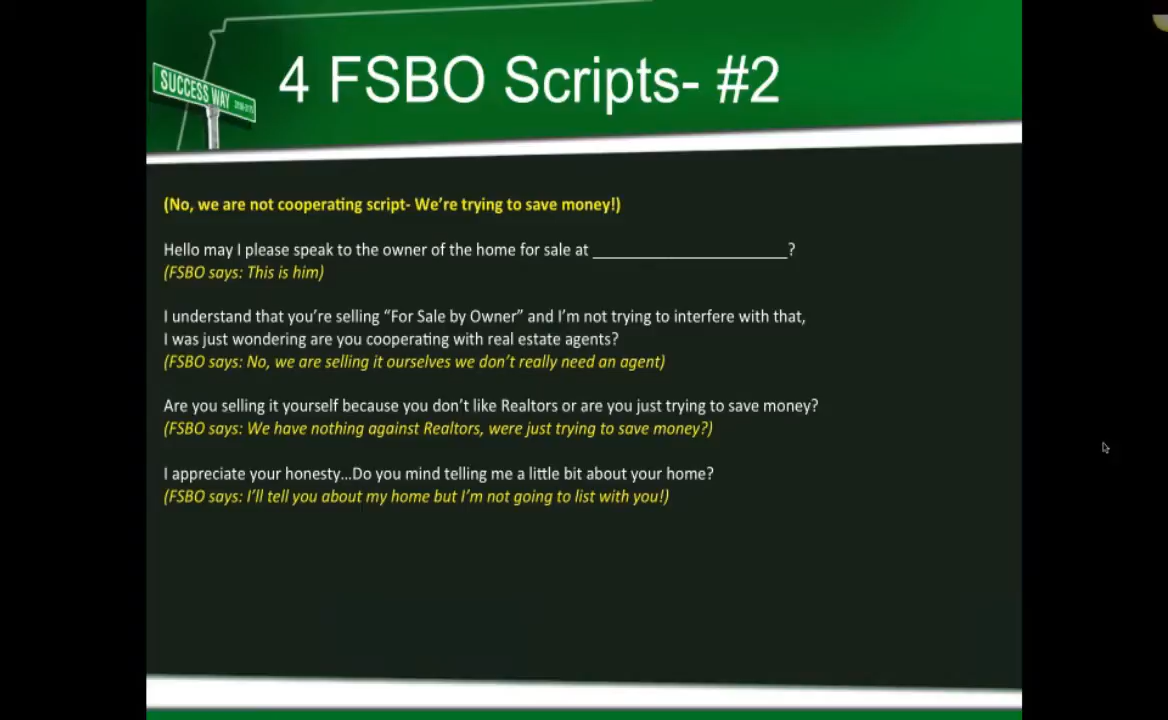 4 FSBO Scripts- #2
SUCCESS WAY
(No, we are not cooperating script- We're trying to save money!)
Hello may I please speak to the owner of the home for sale at ______________________?
(FSBO says: This is him)
I understand that you're selling “For Sale by Owner” and I'm not trying to interfere with that,
I was just wondering are you cooperating with real estate agents?
(FSBO says: No, we are selling it ourselves we don't really need an agent)
Are you selling it yourself because you don't like Realtors or are you just trying to save money?
(FSBO says: We have nothing against Realtors, were just trying to save money?)
I appreciate your honesty...Do you mind telling me a little bit about your home?
(FSBO says: I'll tell you about my home but I'm not going to list with you!)